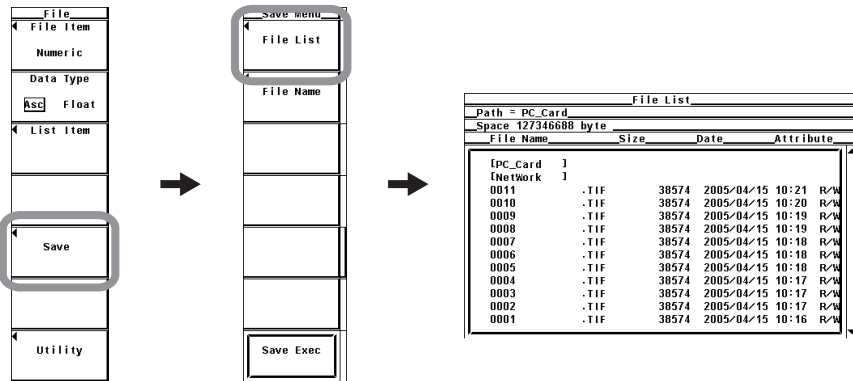 File
File Item
Numeric
Data Type
Asc Float
List Item
Save
Utility
Save Menu
File List
File Name
Save Exec
File List
Path = PC_Card
Space 127346688 byte
File Name Size Date Attribute
[PC_Card ]
[NetWork ]
0011 .TIF 38574 2005/04/15 10:21 R/W
0010 .TIF 38574 2005/04/15 10:20 R/W
0009 .TIF 38574 2005/04/15 10:19 R/W
0008 .TIF 38574 2005/04/15 10:19 R/W
0007 .TIF 38574 2005/04/15 10:18 R/W
0006 .TIF 38574 2005/04/15 10:18 R/W
0005 .TIF 38574 2005/04/15 10:18 R/W
0004 .TIF 38574 2005/04/15 10:17 R/W
0003 .TIF 38574 2005/04/15 10:17 R/W
0002 .TIF 38574 2005/04/15 10:17 R/W
0001 .TIF 38574 2005/04/15 10:16 R/W